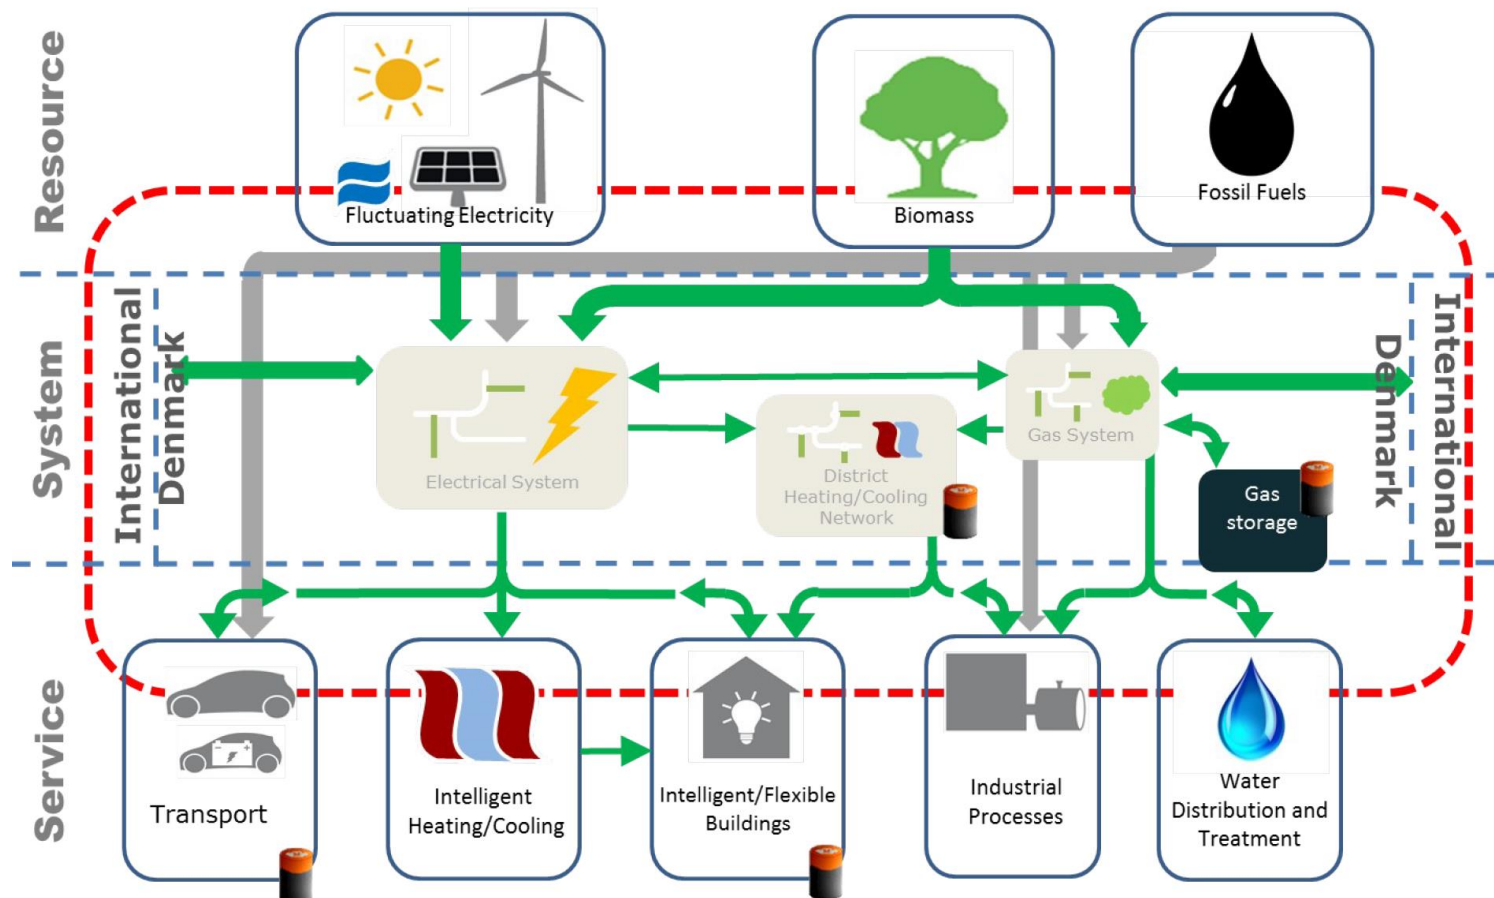 Resource
Fluctuating Electricity
Biomass
Fossil Fuels
System
International
Denmark
Electrical System
District
Heating/Cooling
Network
Gas System
Gas
storage
Denmark
International
Service
Transport
Intelligent
Heating/Cooling
Intelligent/Flexible
Buildings
Industrial
Processes
Water
Distribution and
Treatment